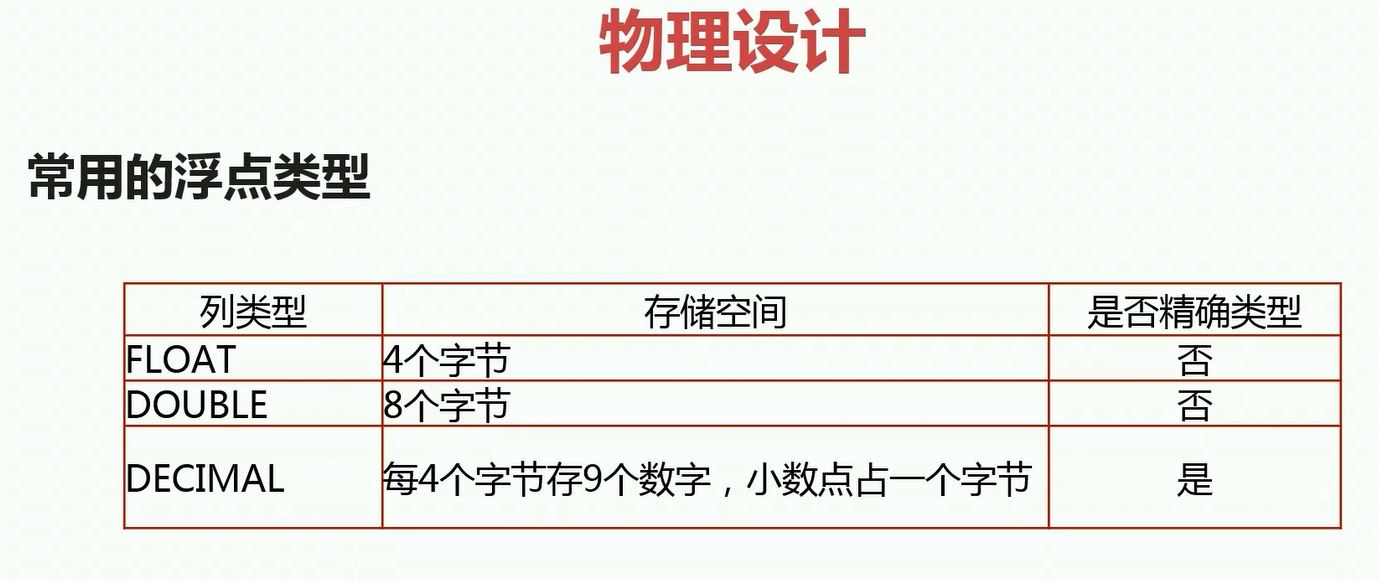 物理设计
常用的浮点类型
列类型 存储空间 是否精确类型
FLOAT 4个字节 否
DOUBLE 8个字节 否
DECIMAL 每4个字节存9个数字，小数点占一个字节 是